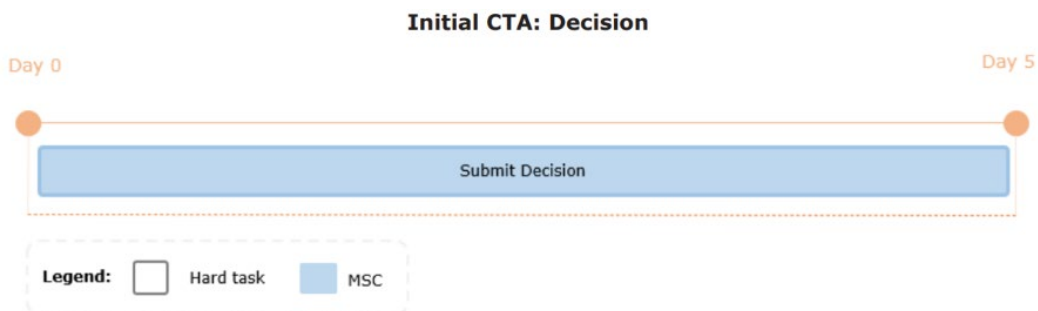 Initial CTA: Decision
Day 0
Day 5
Submit Decision
Legend: Hard task MSC